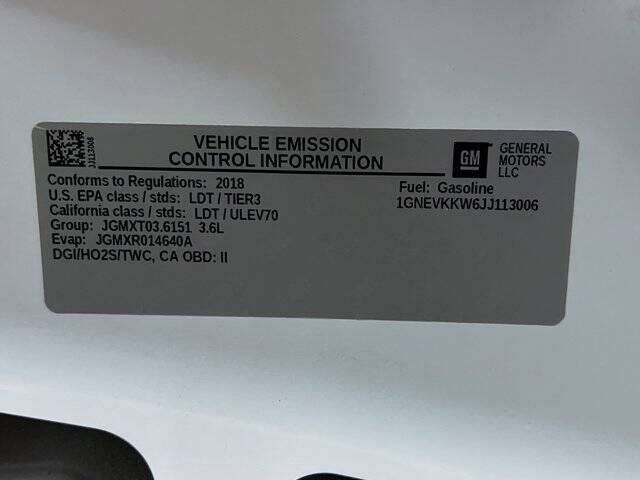 JJ113006
VEHICLE EMISSION
CONTROL INFORMATION
GM
GENERAL
MOTORS
LLC
Conforms to Regulations: 2018
U.S. EPA class / stds: LDT / TIER3
California class / stds: LDT / ULEV70
Group: JGMXT03.6151 3.6L
Evap: JGMXR014640A
DGI/HO2S/TWC, CA OBD: II
Fuel: Gasoline
1GNEVKKW6JJ113006